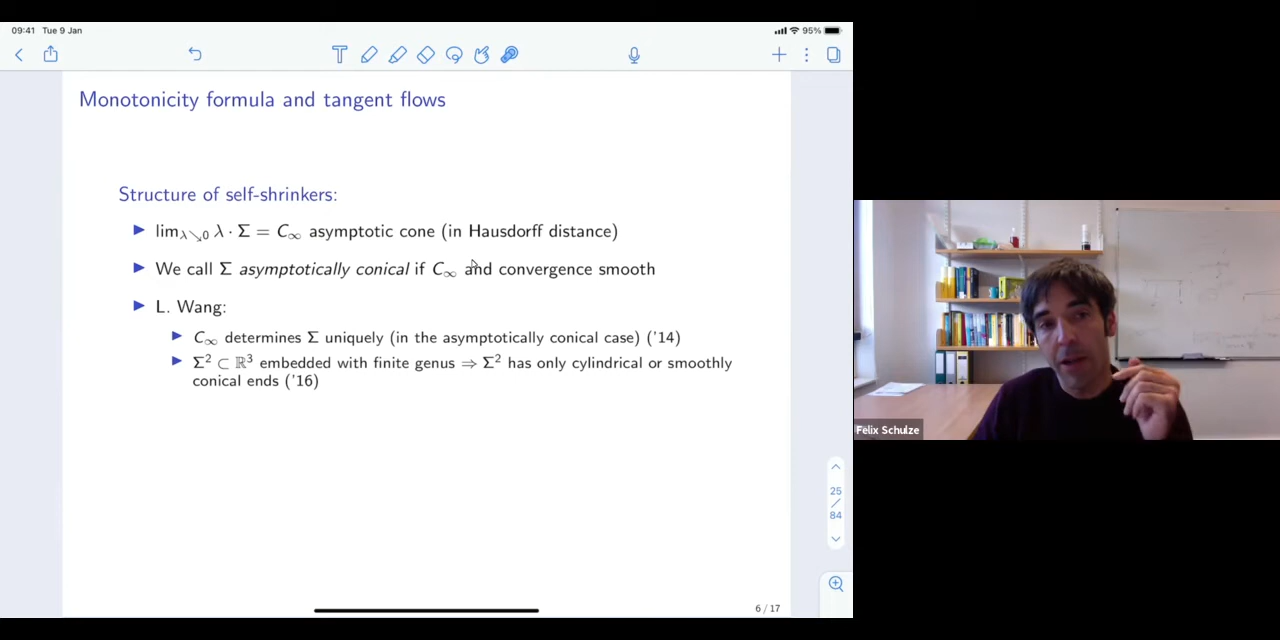 09:41 Tue 9 Jan
95%
T
Monotonicity formula and tangent flows
Structure of self-shrinkers:
► lim_{λ↘0} λ · Σ = C_∞ asymptotic cone (in Hausdorff distance)
► We call Σ asymptotically conical if C_∞ and convergence smooth
► L. Wang:
► C_∞ determines Σ uniquely (in the asymptotically conical case) ('14)
► Σ² ⊂ ℝ³ embedded with finite genus ⇒ Σ² has only cylindrical or smoothly
conical ends ('16)
25
/
84
6 / 17
Felix Schulze